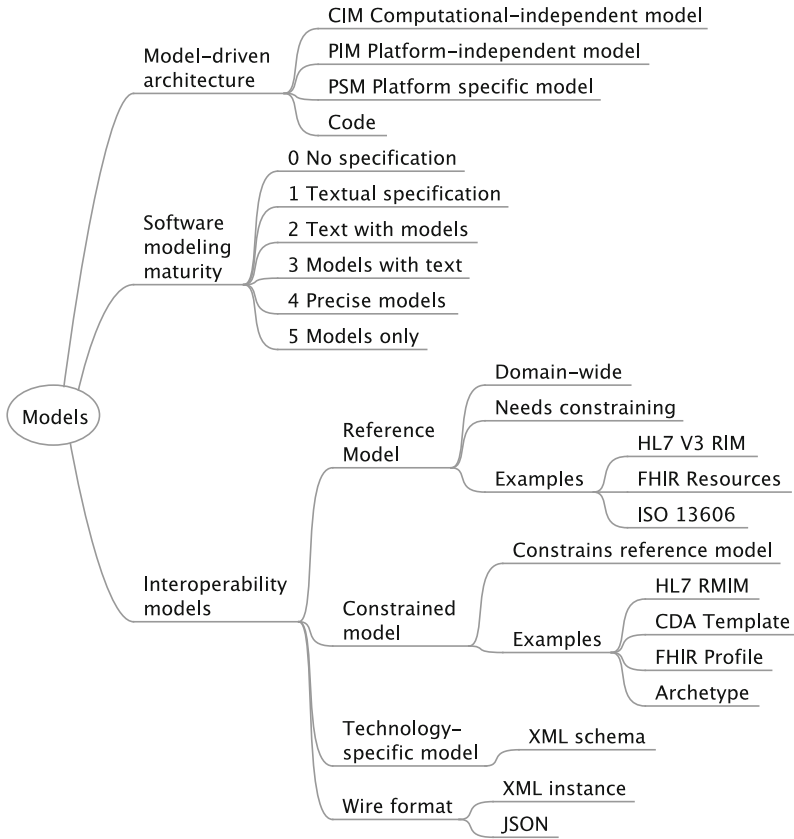 Models
Model-driven
architecture
CIM Computational-independent model
PIM Platform-independent model
PSM Platform specific model
Code
Software
modeling
maturity
0 No specification
1 Textual specification
2 Text with models
3 Models with text
4 Precise models
5 Models only
Interoperability
models
Reference
Model
Domain-wide
Needs constraining
Examples
HL7 V3 RIM
FHIR Resources
ISO 13606
Constrained
model
Constrains reference model
Examples
HL7 RMIM
CDA Template
FHIR Profile
Archetype
Technology-
specific model
XML schema
Wire format
XML instance
JSON